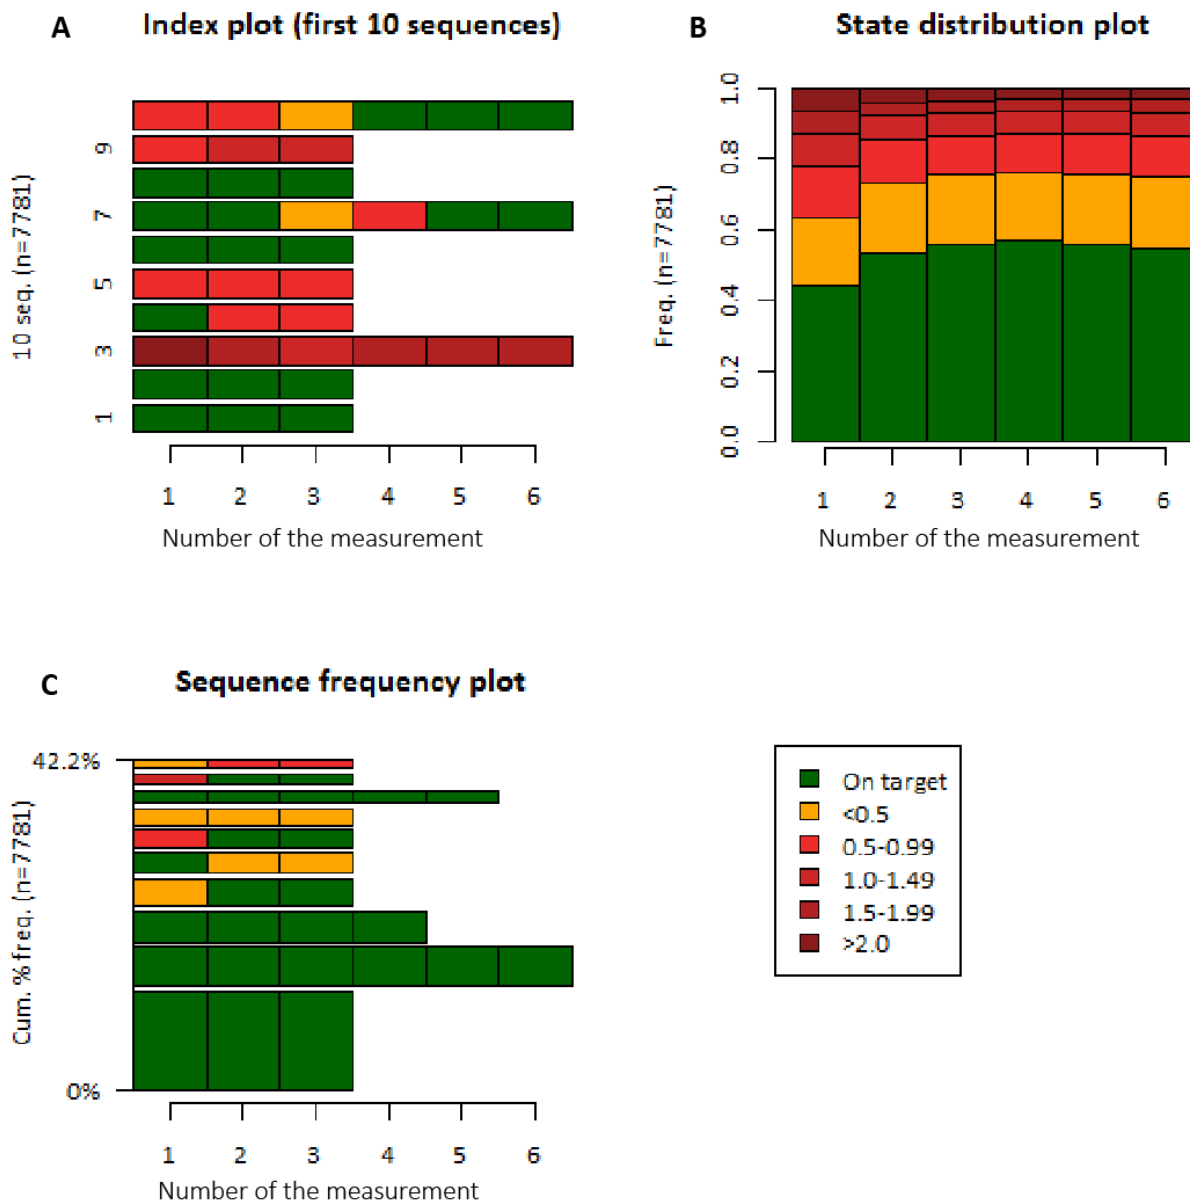 A
Index plot (first 10 sequences)
10 seq. (n=7781)
9
7
5
3
1
1 2 3 4 5 6
Number of the measurement
B
State distribution plot
Freq. (n=7781)
1.0
0.8
0.6
0.4
0.2
0.0
1 2 3 4 5 6
Number of the measurement
C
Sequence frequency plot
Cum. % freq. (n=7781)
42.2%
0%
1 2 3 4 5 6
Number of the measurement
On target
<0.5
0.5-0.99
1.0-1.49
1.5-1.99
>2.0